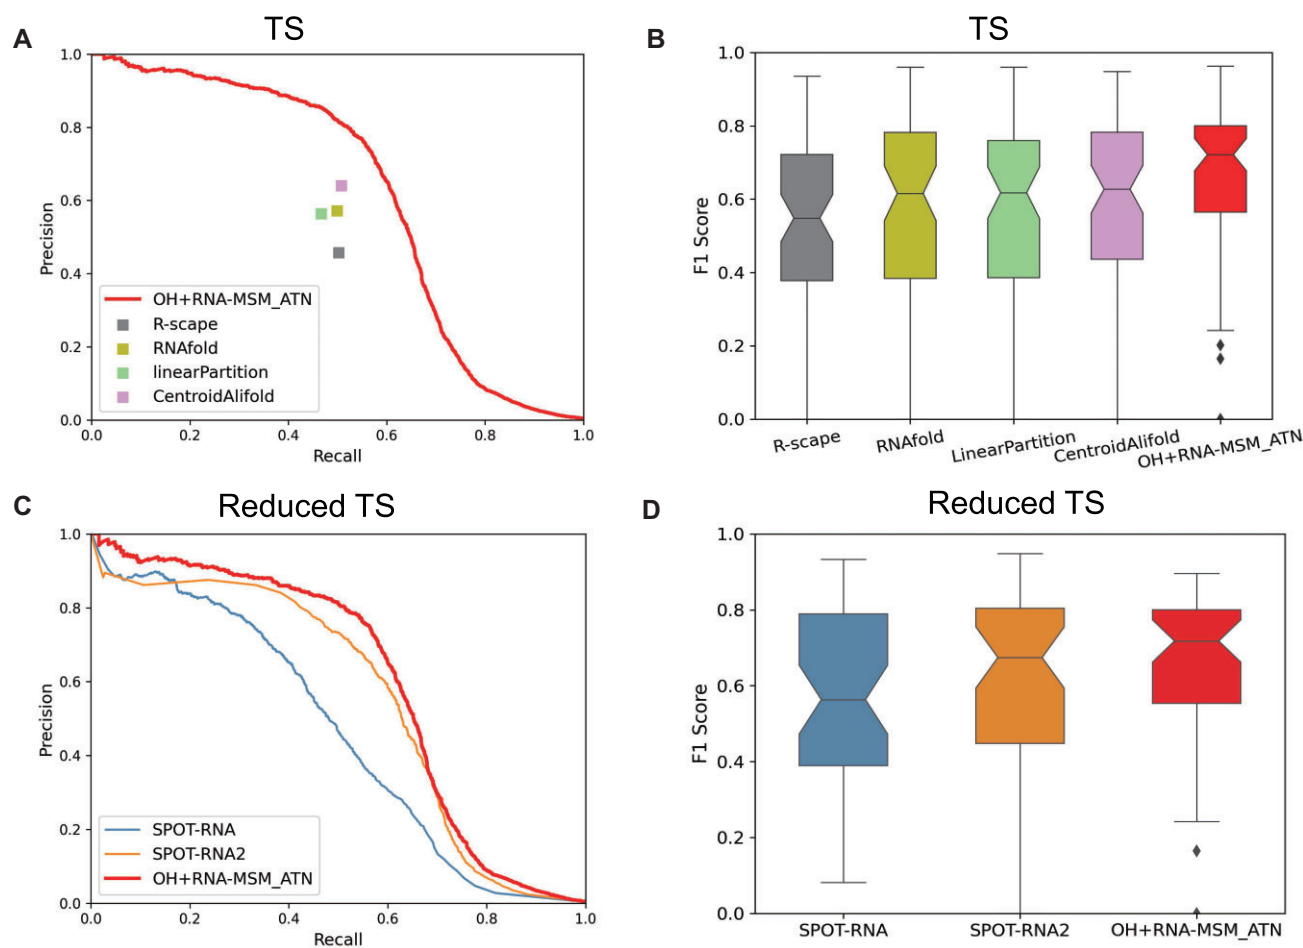 A
TS
1.0
0.8
0.6
0.4
0.2
0.0
Precision
OH+RNA-MSM_ATN
R-scape
RNAfold
linearPartition
CentroidAlifold
0.0 0.2 0.4 0.6 0.8 1.0
Recall
B
TS
1.0
0.8
0.6
0.4
0.2
0.0
F1 Score
R-scape RNAfold LinearPartition CentroidAlifold OH+RNA-MSM_ATN
C
Reduced TS
1.0
0.8
0.6
0.4
0.2
0.0
Precision
SPOT-RNA
SPOT-RNA2
OH+RNA-MSM_ATN
0.0 0.2 0.4 0.6 0.8 1.0
Recall
D
Reduced TS
1.0
0.8
0.6
0.4
0.2
0.0
F1 Score
SPOT-RNA SPOT-RNA2 OH+RNA-MSM_ATN